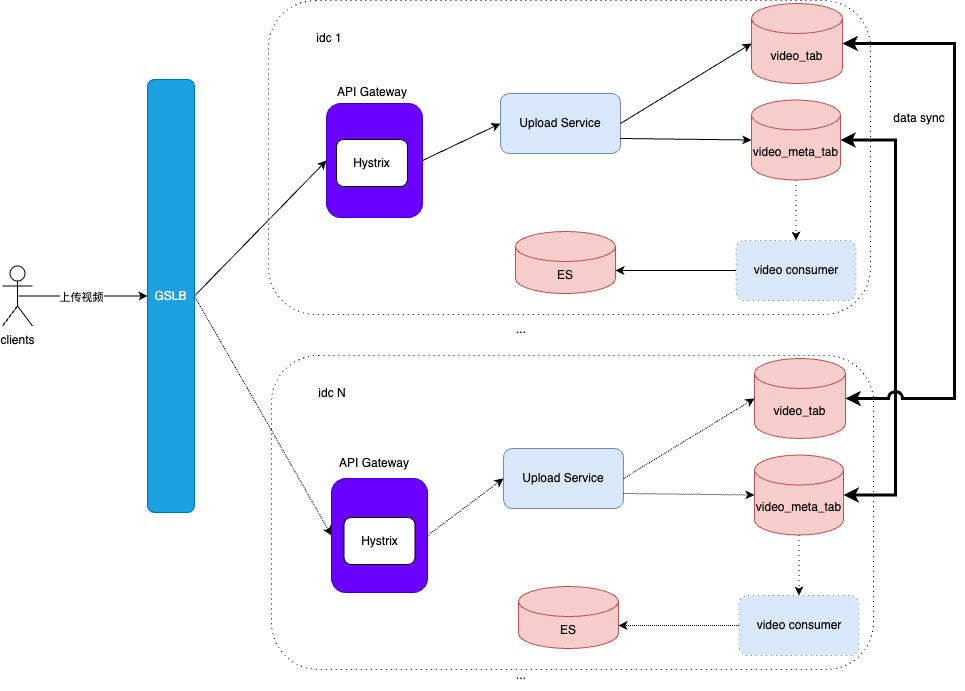 idc 1
video_tab
API Gateway
data sync
Upload Service
video_meta_tab
Hystrix
video consumer
ES
上传视频
GSLB
clients
...
idc N
video_tab
API Gateway
Upload Service
video_meta_tab
Hystrix
video consumer
ES
...